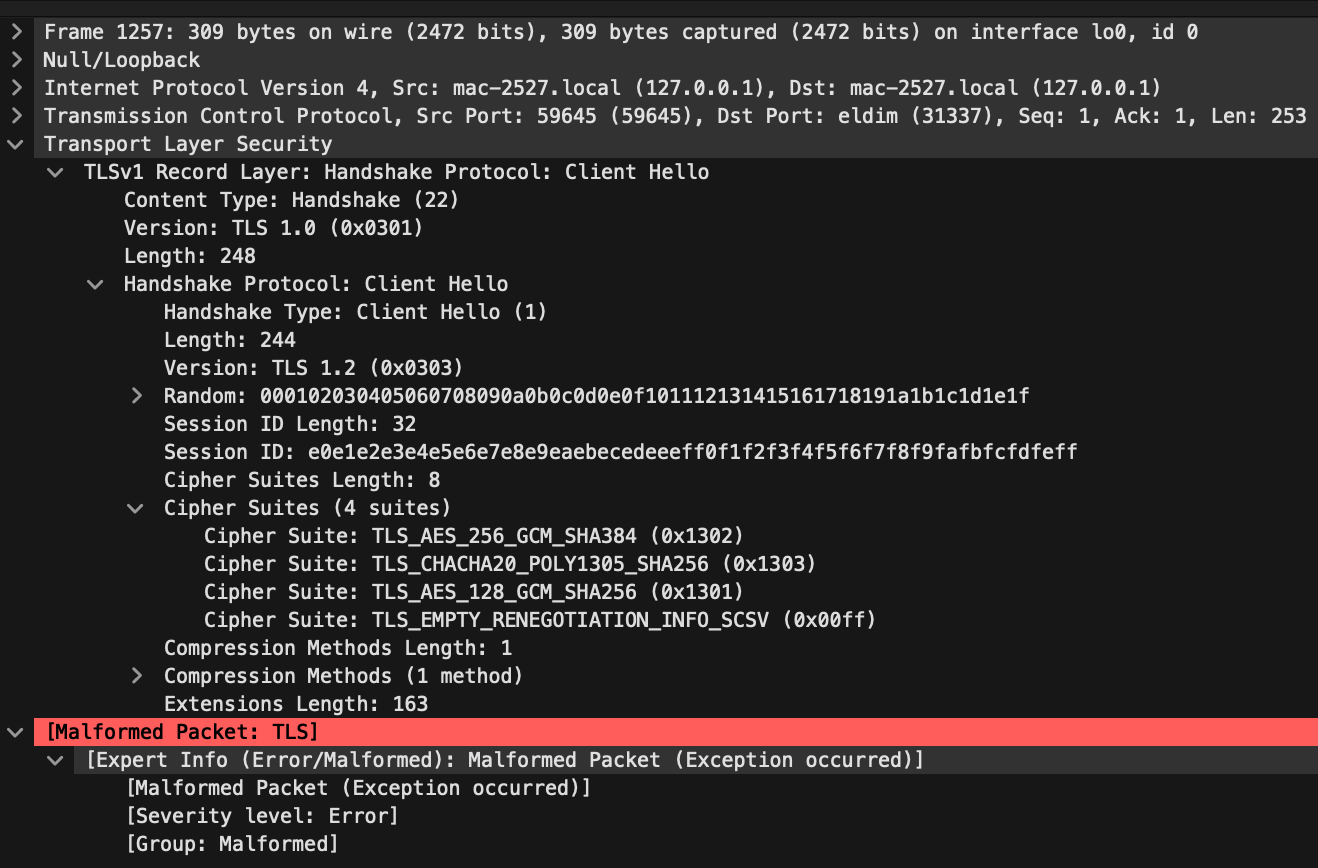 Frame 1257: 309 bytes on wire (2472 bits), 309 bytes captured (2472 bits) on interface lo0, id 0
Null/Loopback
Internet Protocol Version 4, Src: mac-2527.local (127.0.0.1), Dst: mac-2527.local (127.0.0.1)
Transmission Control Protocol, Src Port: 59645 (59645), Dst Port: eldim (31337), Seq: 1, Ack: 1, Len: 253
Transport Layer Security
TLSv1 Record Layer: Handshake Protocol: Client Hello
Content Type: Handshake (22)
Version: TLS 1.0 (0x0301)
Length: 248
Handshake Protocol: Client Hello
Handshake Type: Client Hello (1)
Length: 244
Version: TLS 1.2 (0x0303)
Random: 000102030405060708090a0b0c0d0e0f101112131415161718191a1b1c1d1e1f
Session ID Length: 32
Session ID: e0e1e2e3e4e5e6e7e8e9eaebecedeeeff0f1f2f3f4f5f6f7f8f9fafbfcfdfeff
Cipher Suites Length: 8
Cipher Suites (4 suites)
Cipher Suite: TLS_AES_256_GCM_SHA384 (0x1302)
Cipher Suite: TLS_CHACHA20_POLY1305_SHA256 (0x1303)
Cipher Suite: TLS_AES_128_GCM_SHA256 (0x1301)
Cipher Suite: TLS_EMPTY_RENEGOTIATION_INFO_SCSV (0x00ff)
Compression Methods Length: 1
Compression Methods (1 method)
Extensions Length: 163
[Malformed Packet: TLS]
[Expert Info (Error/Malformed): Malformed Packet (Exception occurred)]
[Malformed Packet (Exception occurred)]
[Severity level: Error]
[Group: Malformed]